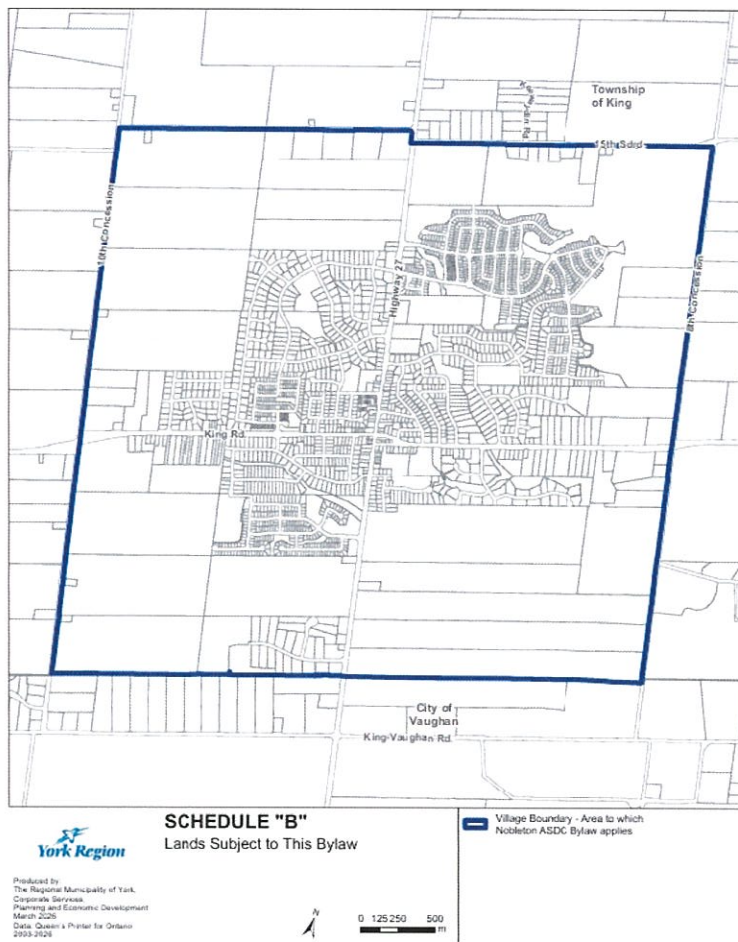 Township
of King
15th Sdrd
10th Concession
Highway 27
8th Concession
King Rd
City of
Vaughan
King-Vaughan Rd
York Region
SCHEDULE "B"
Lands Subject to This Bylaw
Village Boundary - Area to which
Nobleton ASDC Bylaw applies
Produced by
The Regional Municipality of York,
Corporate Services,
Planning and Economic Development
March 2026
Data: Queen's Printer for Ontario
2003-2026
N
0 125 250 500
m